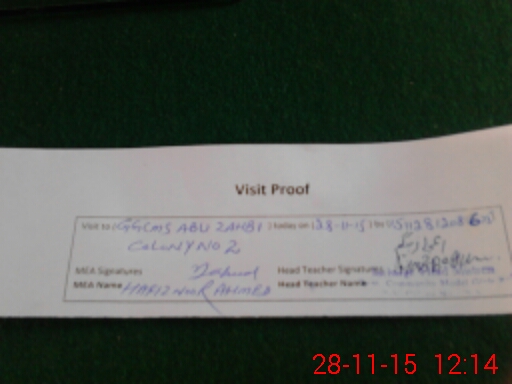 Visit Proof
Visit to (GGCMS ABU ZAHBI) today on (28-11-15)
COLONY NO 2
MEA Signatures Head Teacher Signature
MEA Name HAFIZ NOOR AHMED Head Teacher Name
28-11-15 12:14